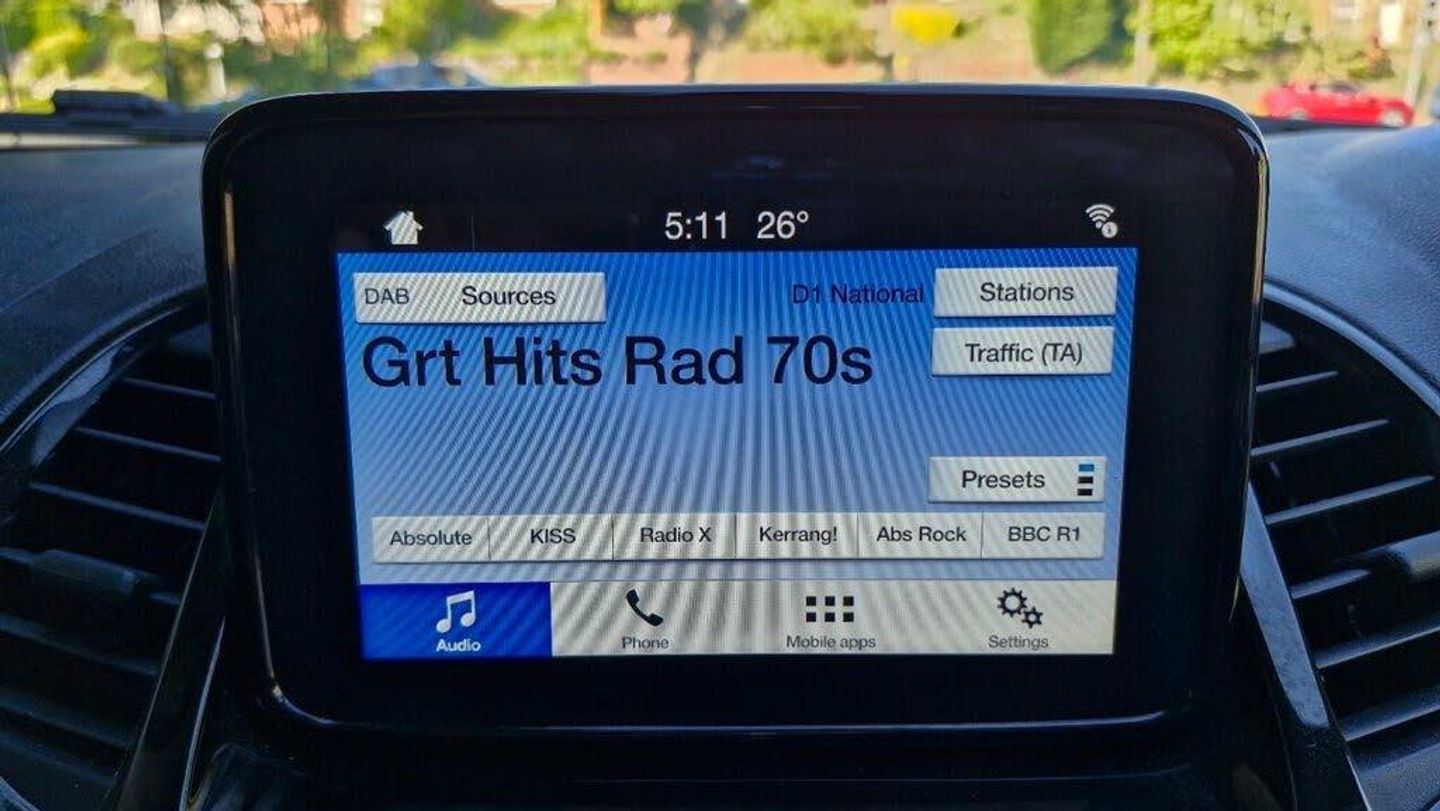 5:11 26°
DAB Sources D1 National Stations
Grt Hits Rad 70s Traffic (TA)
Presets
Absolute KISS Radio X Kerrang! Abs Rock BBC R1
Audio Phone Mobile apps Settings